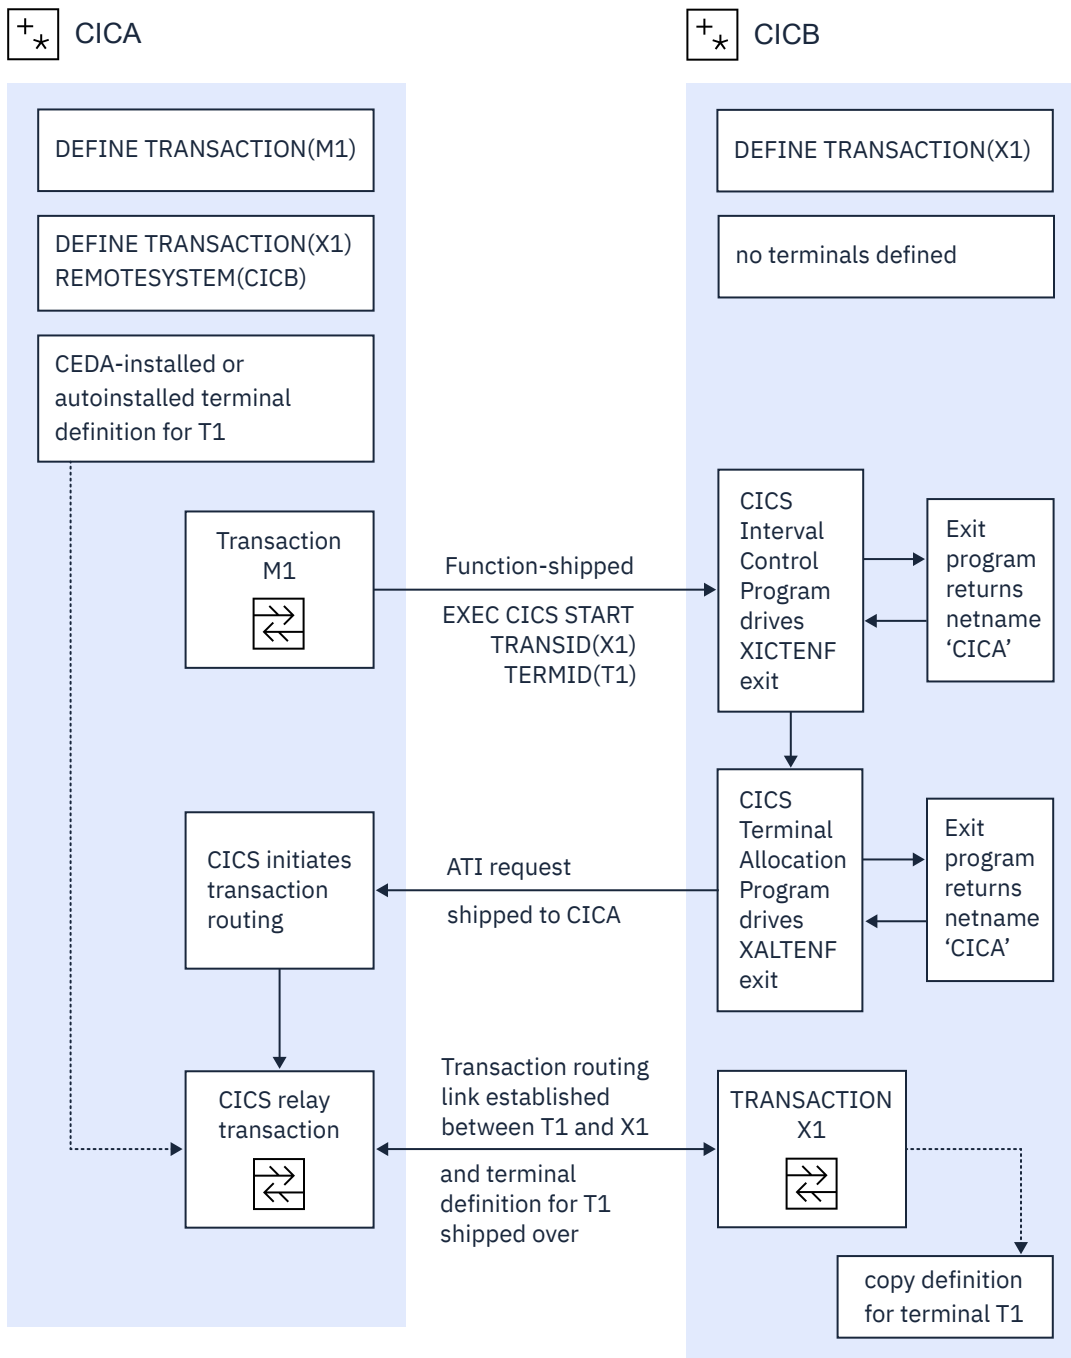 CICA
CICB
DEFINE TRANSACTION(M1)
DEFINE TRANSACTION(X1)
DEFINE TRANSACTION(X1)
REMOTESYSTEM(CICB)
no terminals defined
CEDA-installed or
autoinstalled terminal
definition for T1
Transaction
M1
Function-shipped
EXEC CICS START
TRANSID(X1)
TERMID(T1)
CICS
Interval
Control
Program
drives
XICTENF
exit
Exit
program
returns
netname
‘CICA’
CICS initiates
transaction
routing
ATI request
shipped to CICA
CICS
Terminal
Allocation
Program
drives
XALTENF
exit
Exit
program
returns
netname
‘CICA’
CICS relay
transaction
Transaction routing
link established
between T1 and X1
and terminal
definition for T1
shipped over
TRANSACTION
X1
copy definition
for terminal T1